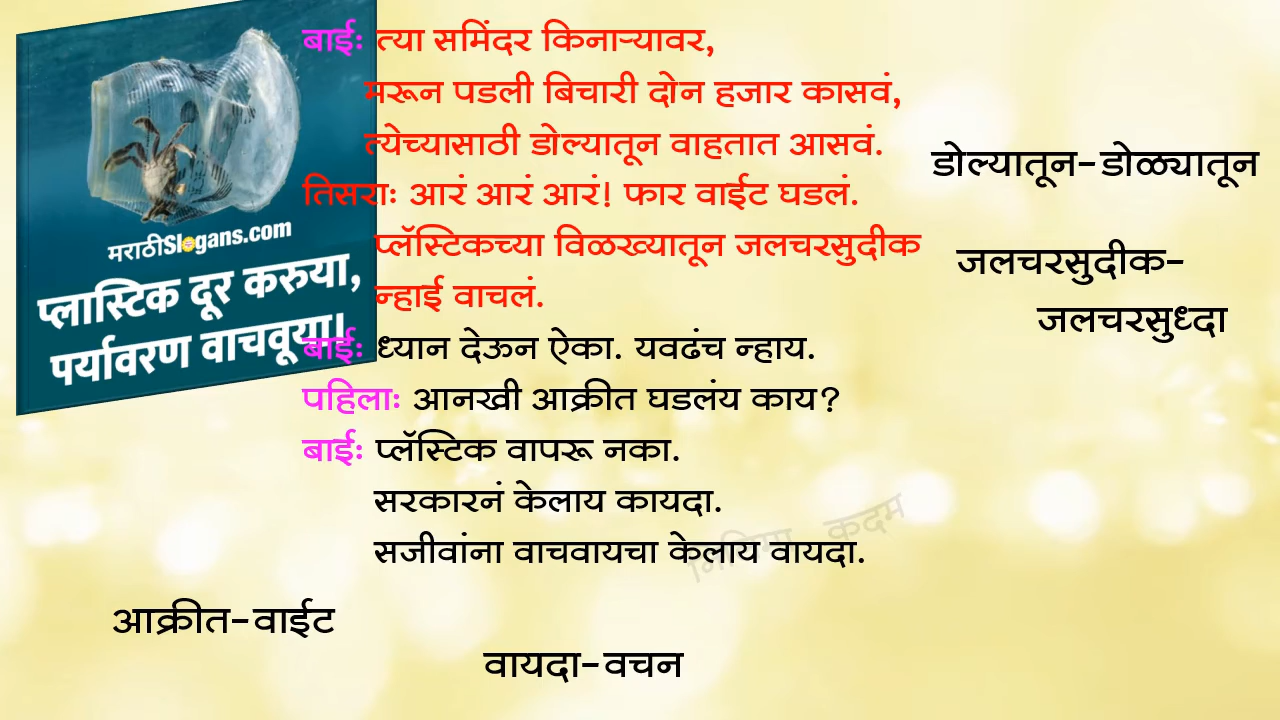 बाईः त्या समिंदर किनाऱ्यावर,
मरून पडली बिचारी दोन हजार कासवं,
त्येच्यासाठी डोल्यातून वाहतात आसवं.
तिसराः आरं आरं आरं! फार वाईट घडलं.
प्लॅस्टिकच्या विळख्यातून जलचरसुदीक
न्हाई वाचलं.
बाईः ध्यान देऊन ऐका. यवढंच न्हाय.
पहिलाः आनखी आक्रीत घडलंय काय?
बाईः प्लॅस्टिक वापरू नका.
सरकारनं केलाय कायदा.
सजीवांना वाचवायचा केलाय वायदा.
मराठीSlogans.com
प्लास्टिक दूर करुया,
पर्यावरण वाचवूया!
डोल्यातून-डोळ्यातून
जलचरसुदीक-
जलचरसुध्दा
आक्रीत-वाईट
वायदा-वचन
कदम